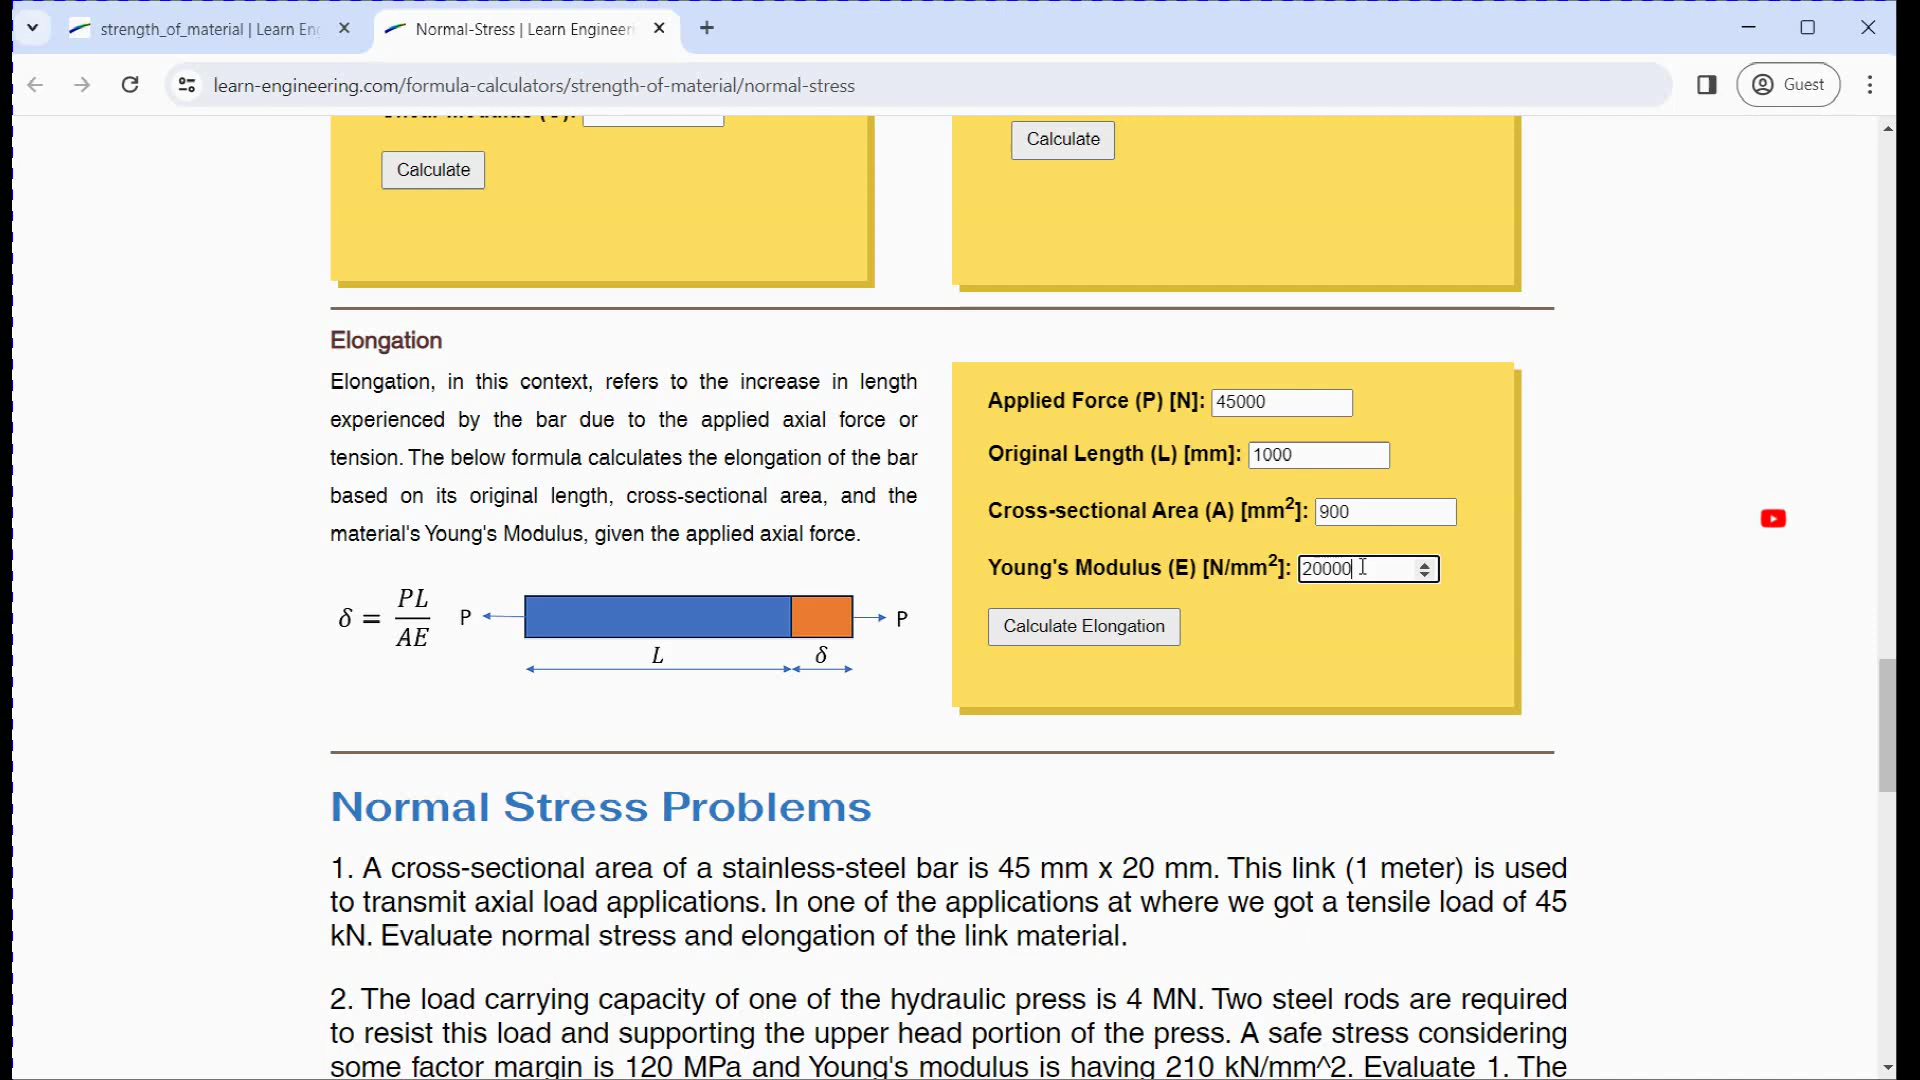 strength_of_material | Learn En
Normal-Stress | Learn Engineer
learn-engineering.com/formula-calculators/strength-of-material/normal-stress
Guest
Calculate
Calculate
Elongation
Elongation, in this context, refers to the increase in length
experienced by the bar due to the applied axial force or
tension. The below formula calculates the elongation of the bar
based on its original length, cross-sectional area, and the
material's Young's Modulus, given the applied axial force.
δ = PL / AE
P
P
L
δ
Applied Force (P) [N]: 45000
Original Length (L) [mm]: 1000
Cross-sectional Area (A) [mm²]: 900
Young's Modulus (E) [N/mm²]: 20000
Calculate Elongation
Normal Stress Problems
1. A cross-sectional area of a stainless-steel bar is 45 mm x 20 mm. This link (1 meter) is used
to transmit axial load applications. In one of the applications at where we got a tensile load of 45
kN. Evaluate normal stress and elongation of the link material.
2. The load carrying capacity of one of the hydraulic press is 4 MN. Two steel rods are required
to resist this load and supporting the upper head portion of the press. A safe stress considering
some factor margin is 120 MPa and Young's modulus is having 210 kN/mm^2. Evaluate 1. The